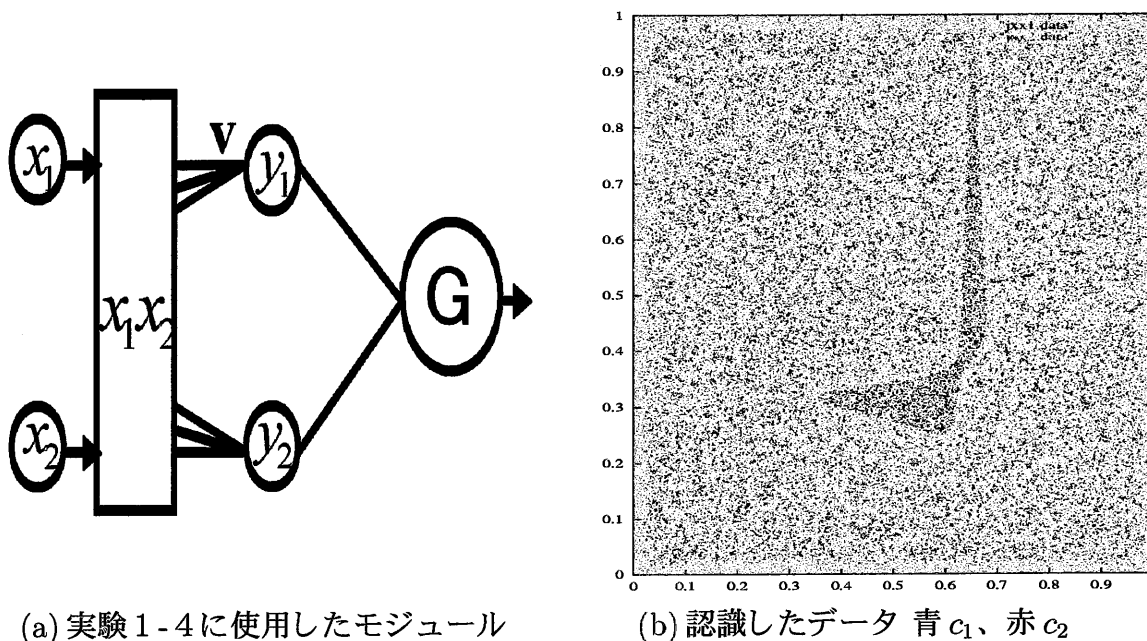 x₁
v
y₁
x₁x₂
G
x₂
y₂
(a) 実験1-4に使用したモジュール
1
0.9
0.8
0.7
0.6
0.5
0.4
0.3
0.2
0.1
0
0 0.1 0.2 0.3 0.4 0.5 0.6 0.7 0.8 0.9
(b) 認識したデータ 青 c₁、赤 c₂